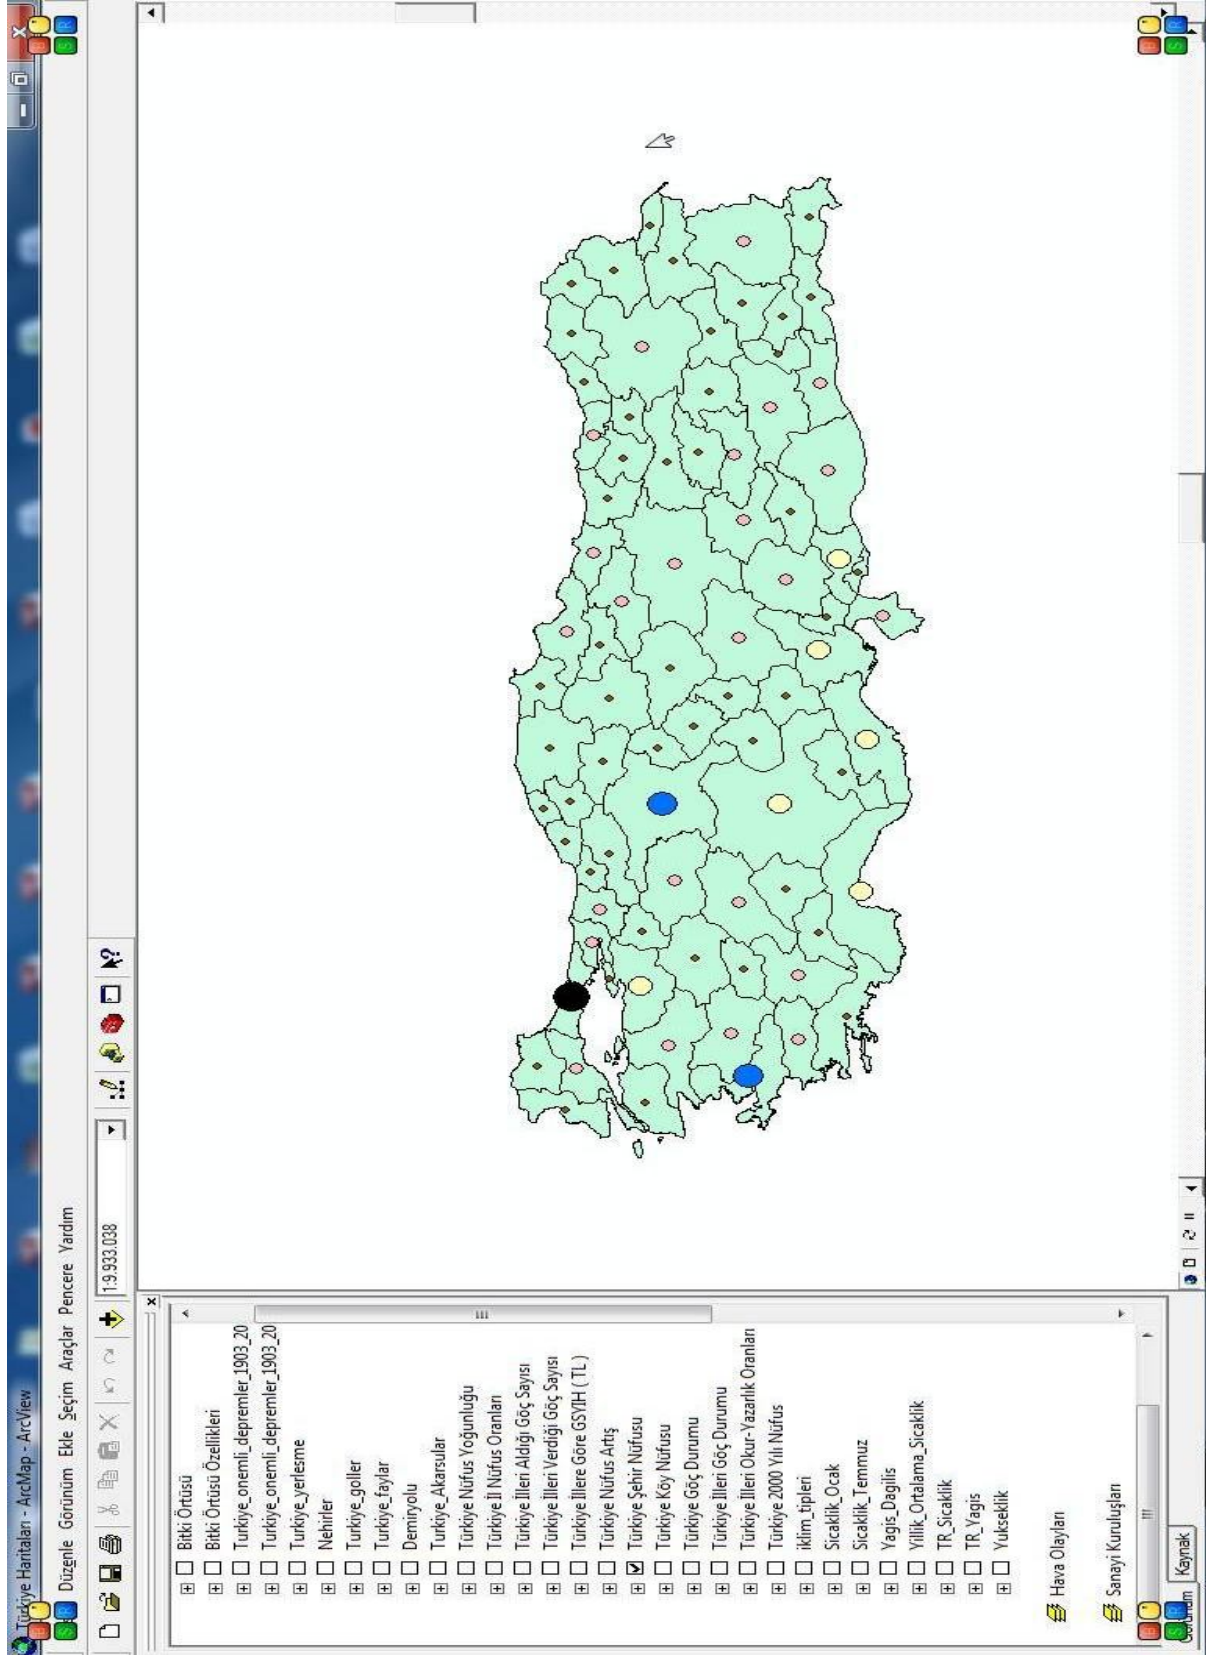 Türkiye Haritaları - ArcMap - ArcView
Düzenle Görünüm Ekle Seçim Araçlar Pencere Yardım
1:9.933.038
Bitki Örtüsü
Bitki Örtüsü Özellikleri
Turkiye_onemli_depremler_1903_20
Turkiye_onemli_depremler_1903_20
Turkiye_yerlesme
Nehirler
Turkiye_goller
Turkiye_faylar
Demiryolu
Turkiye_Akarsular
Türkiye Nüfus Yoğunluğu
Türkiye İl Nüfus Oranları
Türkiye İlleri Aldığı Göç Sayısı
Türkiye İlleri Verdiği Göç Sayısı
Türkiye İllere Göre GSYİH ( TL )
Türkiye Nüfus Artış
Türkiye Şehir Nüfusu
Türkiye Köy Nüfusu
Türkiye Göç Durumu
Türkiye İlleri Göç Durumu
Türkiye İlleri Okur-Yazarlık Oranları
Türkiye 2000 Yılı Nüfus
iklim_tipleri
Sicaklik_Ocak
Sicaklik_Temmuz
Yagis_Dagilis
Yillik_Ortalama_Sicaklik
TR_Sicaklik
TR_Yagis
Yukseklik
Hava Olayları
Sanayi Kuruluşları
Kaynak
B S R
B S R
B S R
B S R